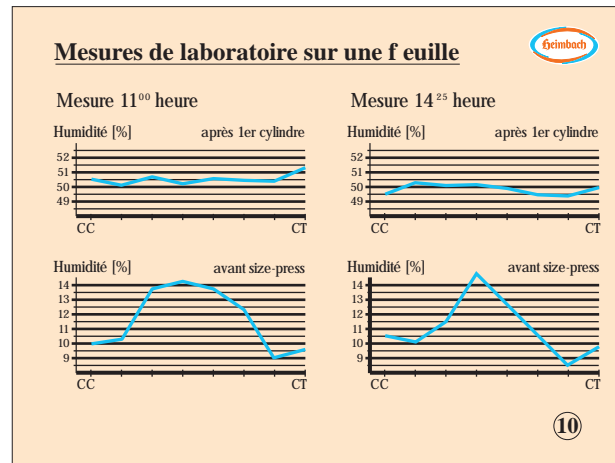 Mesures de laboratoire sur une f euille
Heimbach
Mesure 11⁰⁰ heure
Humidité [%] après 1er cylindre
52
51
50
49
CC CT
Humidité [%] avant size-press
14
13
12
11
10
9
CC CT
Mesure 14²⁵ heure
Humidité [%] après 1er cylindre
52
51
50
49
CC CT
Humidité [%] avant size-press
14
13
12
11
10
9
CC CT
10